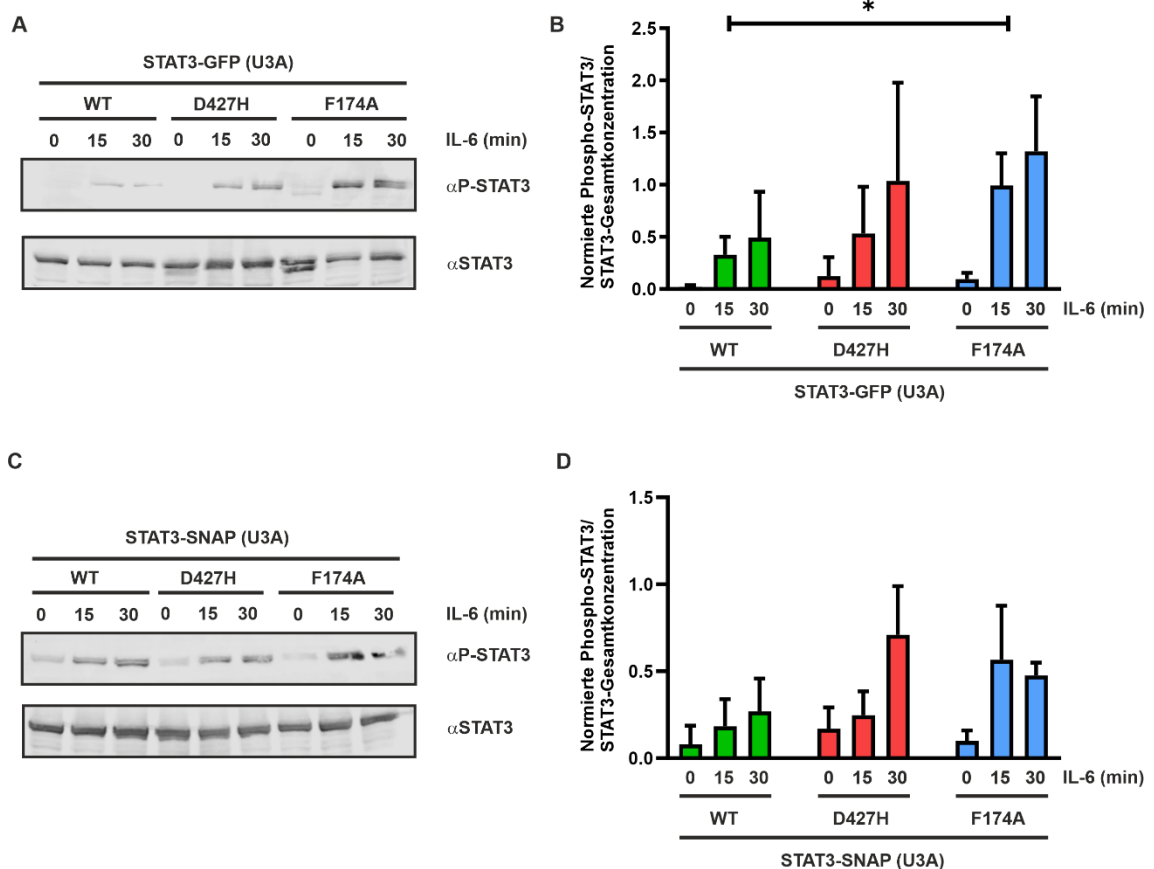 A
STAT3-GFP (U3A)
WT D427H F174A
0 15 30 0 15 30 0 15 30 IL-6 (min)
αP-STAT3
αSTAT3
B
*
Normierte Phospho-STAT3/
STAT3-Gesamtkonzentration
2.5
2.0
1.5
1.0
0.5
0.0
0 15 30 0 15 30 0 15 30 IL-6 (min)
WT D427H F174A
STAT3-GFP (U3A)
C
STAT3-SNAP (U3A)
WT D427H F174A
0 15 30 0 15 30 0 15 30 IL-6 (min)
αP-STAT3
αSTAT3
D
Normierte Phospho-STAT3/
STAT3-Gesamtkonzentration
1.5
1.0
0.5
0.0
0 15 30 0 15 30 0 15 30 IL-6 (min)
WT D427H F174A
STAT3-SNAP (U3A)